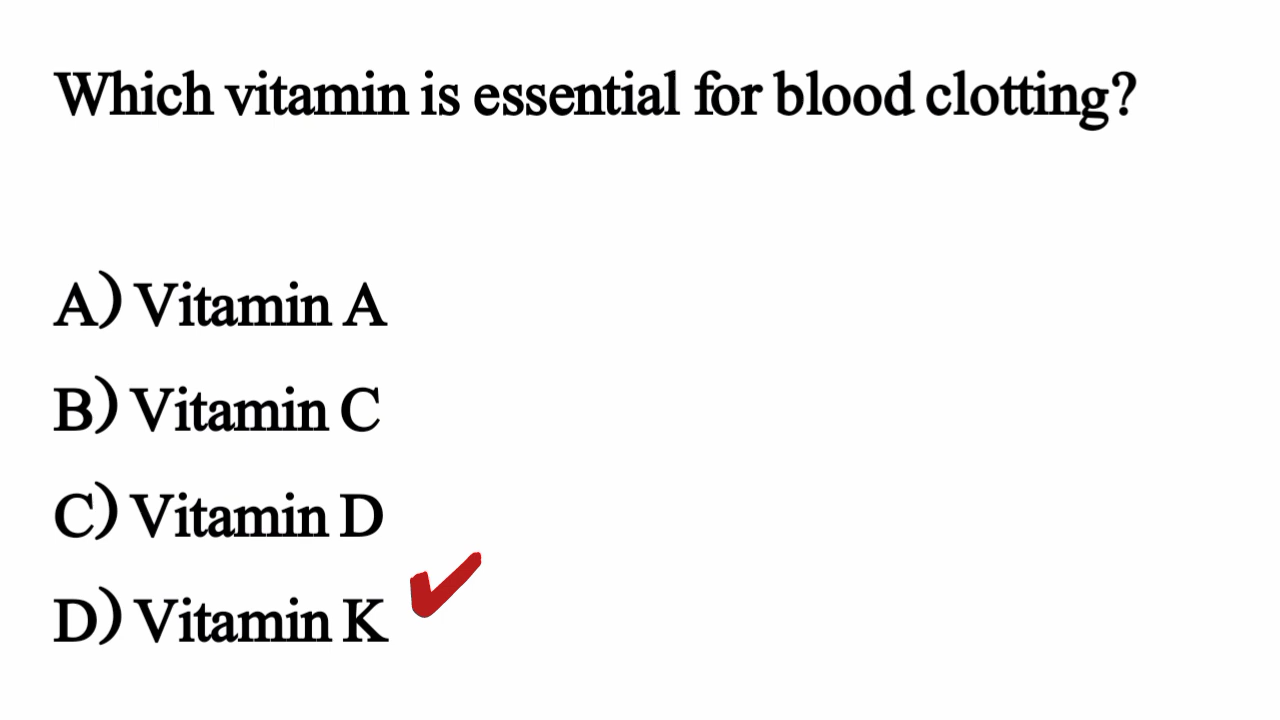 Which vitamin is essential for blood clotting?
A) Vitamin A
B) Vitamin C
C) Vitamin D
D) Vitamin K